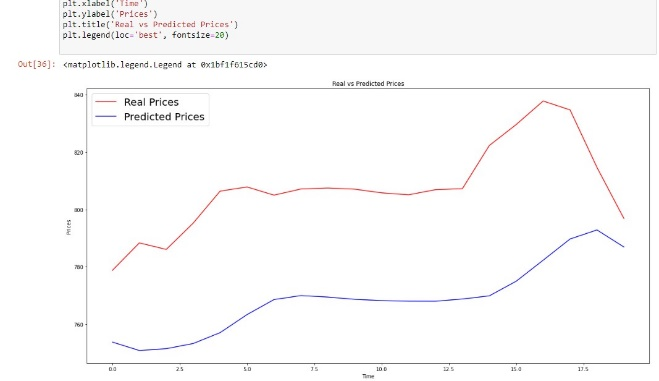 plt.xlabel('Time')
plt.ylabel('Prices')
plt.title('Real vs Predicted Prices')
plt.legend(loc='best', fontsize=20)
Out[36]: <matplotlib.legend.Legend at 0x1bf1f615cd0>
Real vs Predicted Prices
Real Prices
Predicted Prices
840
820
800
780
760
Prices
0.0 2.5 5.0 7.5 10.0 12.5 15.0 17.5
Time